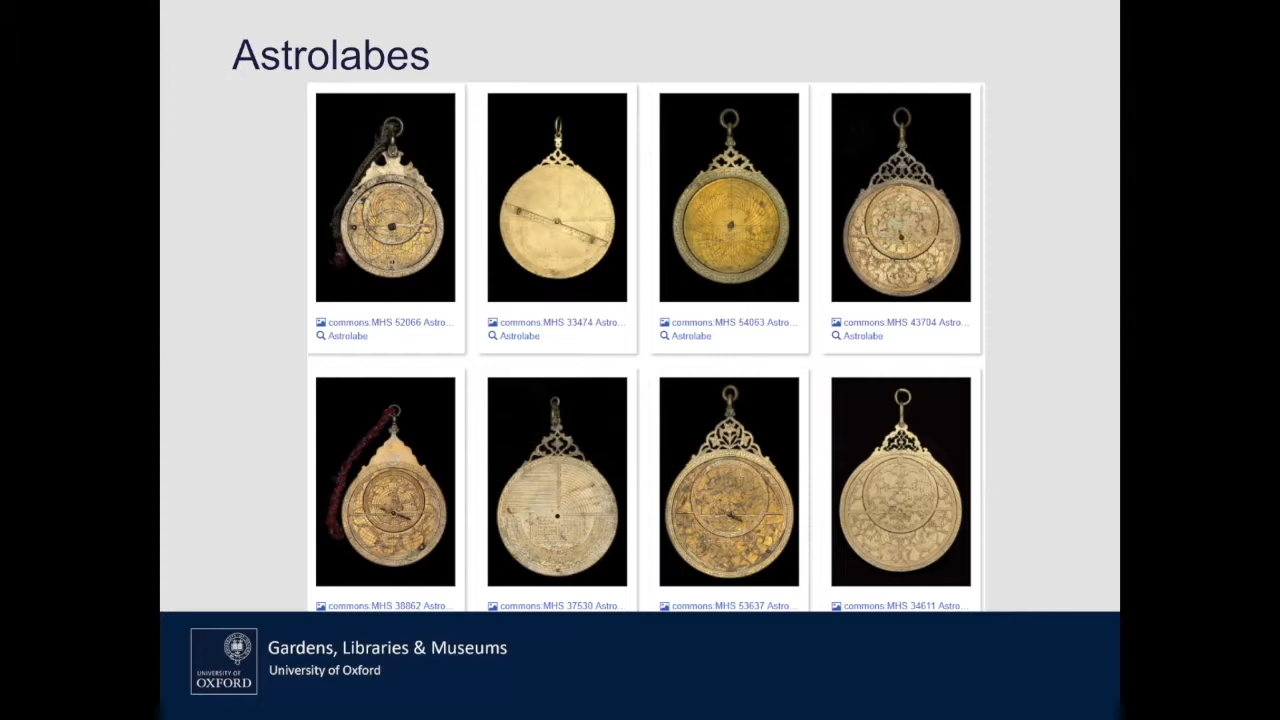 Astrolabes
commons:MHS 52066 Astro...
Astrolabe
commons:MHS 33474 Astro...
Astrolabe
commons:MHS 54063 Astro...
Astrolabe
commons:MHS 43704 Astro...
Astrolabe
commons:MHS 38862 Astro...
commons:MHS 37530 Astro...
commons:MHS 53637 Astro...
commons:MHS 34611 Astro...
UNIVERSITY OF
OXFORD
Gardens, Libraries & Museums
University of Oxford